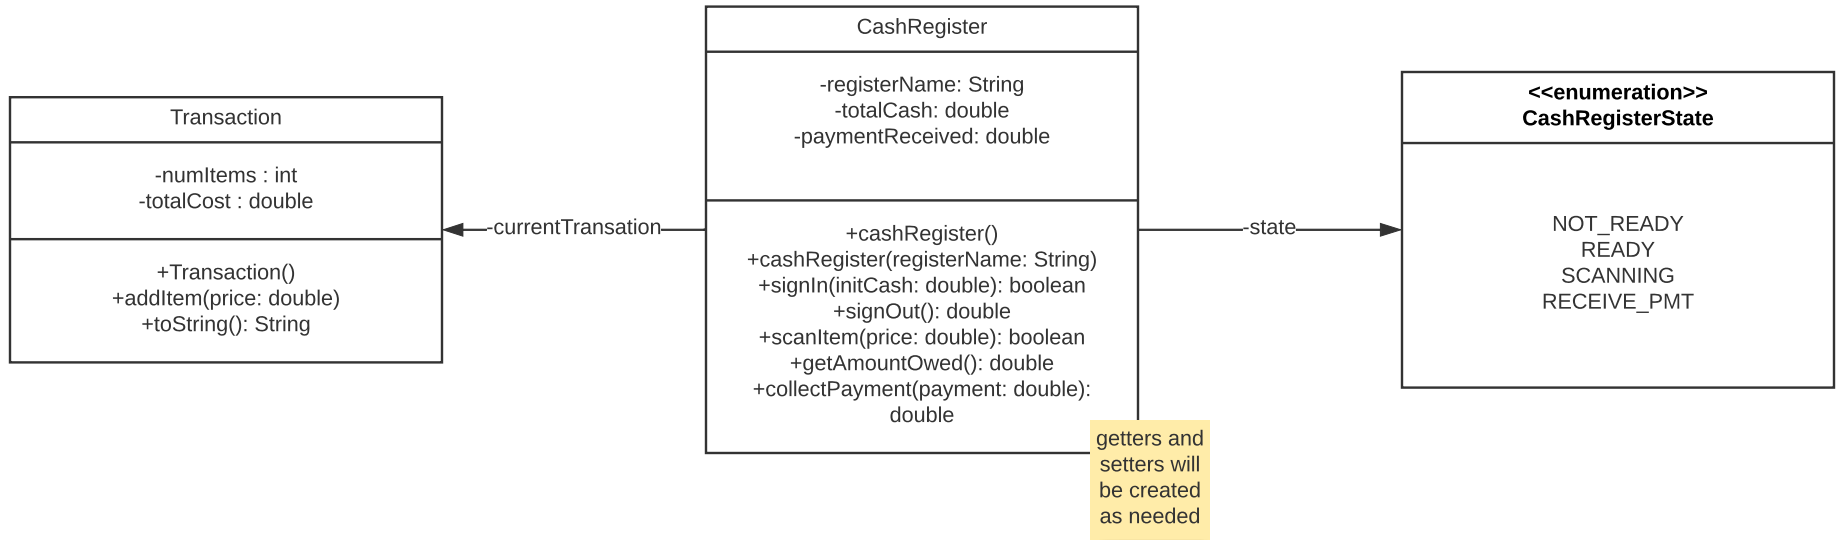 Transaction
-numItems : int
-totalCost : double
+Transaction()
+addItem(price: double)
+toString(): String
-currentTransation
CashRegister
-registerName: String
-totalCash: double
-paymentReceived: double
+cashRegister()
+cashRegister(registerName: String)
+signIn(initCash: double): boolean
+signOut(): double
+scanItem(price: double): boolean
+getAmountOwed(): double
+collectPayment(payment: double):
double
getters and
setters will
be created
as needed
-state
<<enumeration>>
CashRegisterState
NOT_READY
READY
SCANNING
RECEIVE_PMT